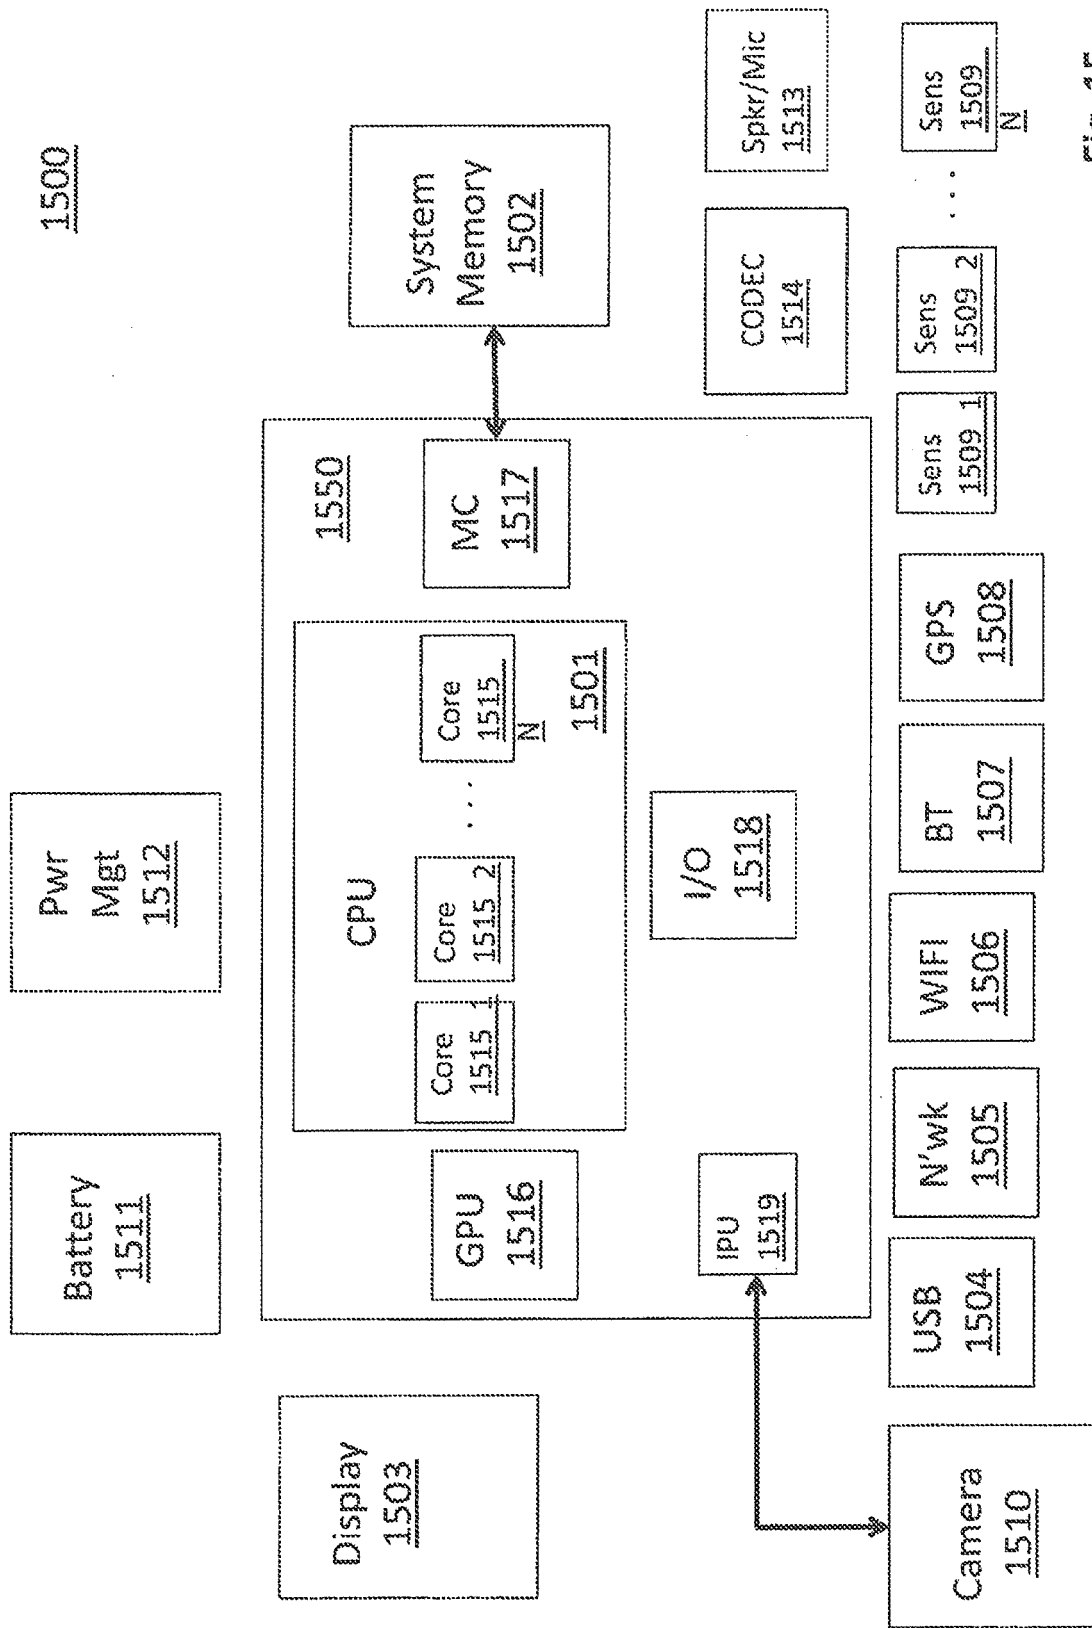 1500
Battery
1511
Pwr
Mgt
1512
Display
1503
1550
CPU
Core
1515_1
Core
1515_2
. . .
Core
1515_
N
1501
GPU
1516
MC
1517
System
Memory
1502
IPU
1519
I/O
1518
CODEC
1514
Spkr/Mic
1513
Camera
1510
USB
1504
N'wk
1505
WIFI
1506
BT
1507
GPS
1508
Sens
1509_1
Sens
1509_2
. . .
Sens
1509_
N